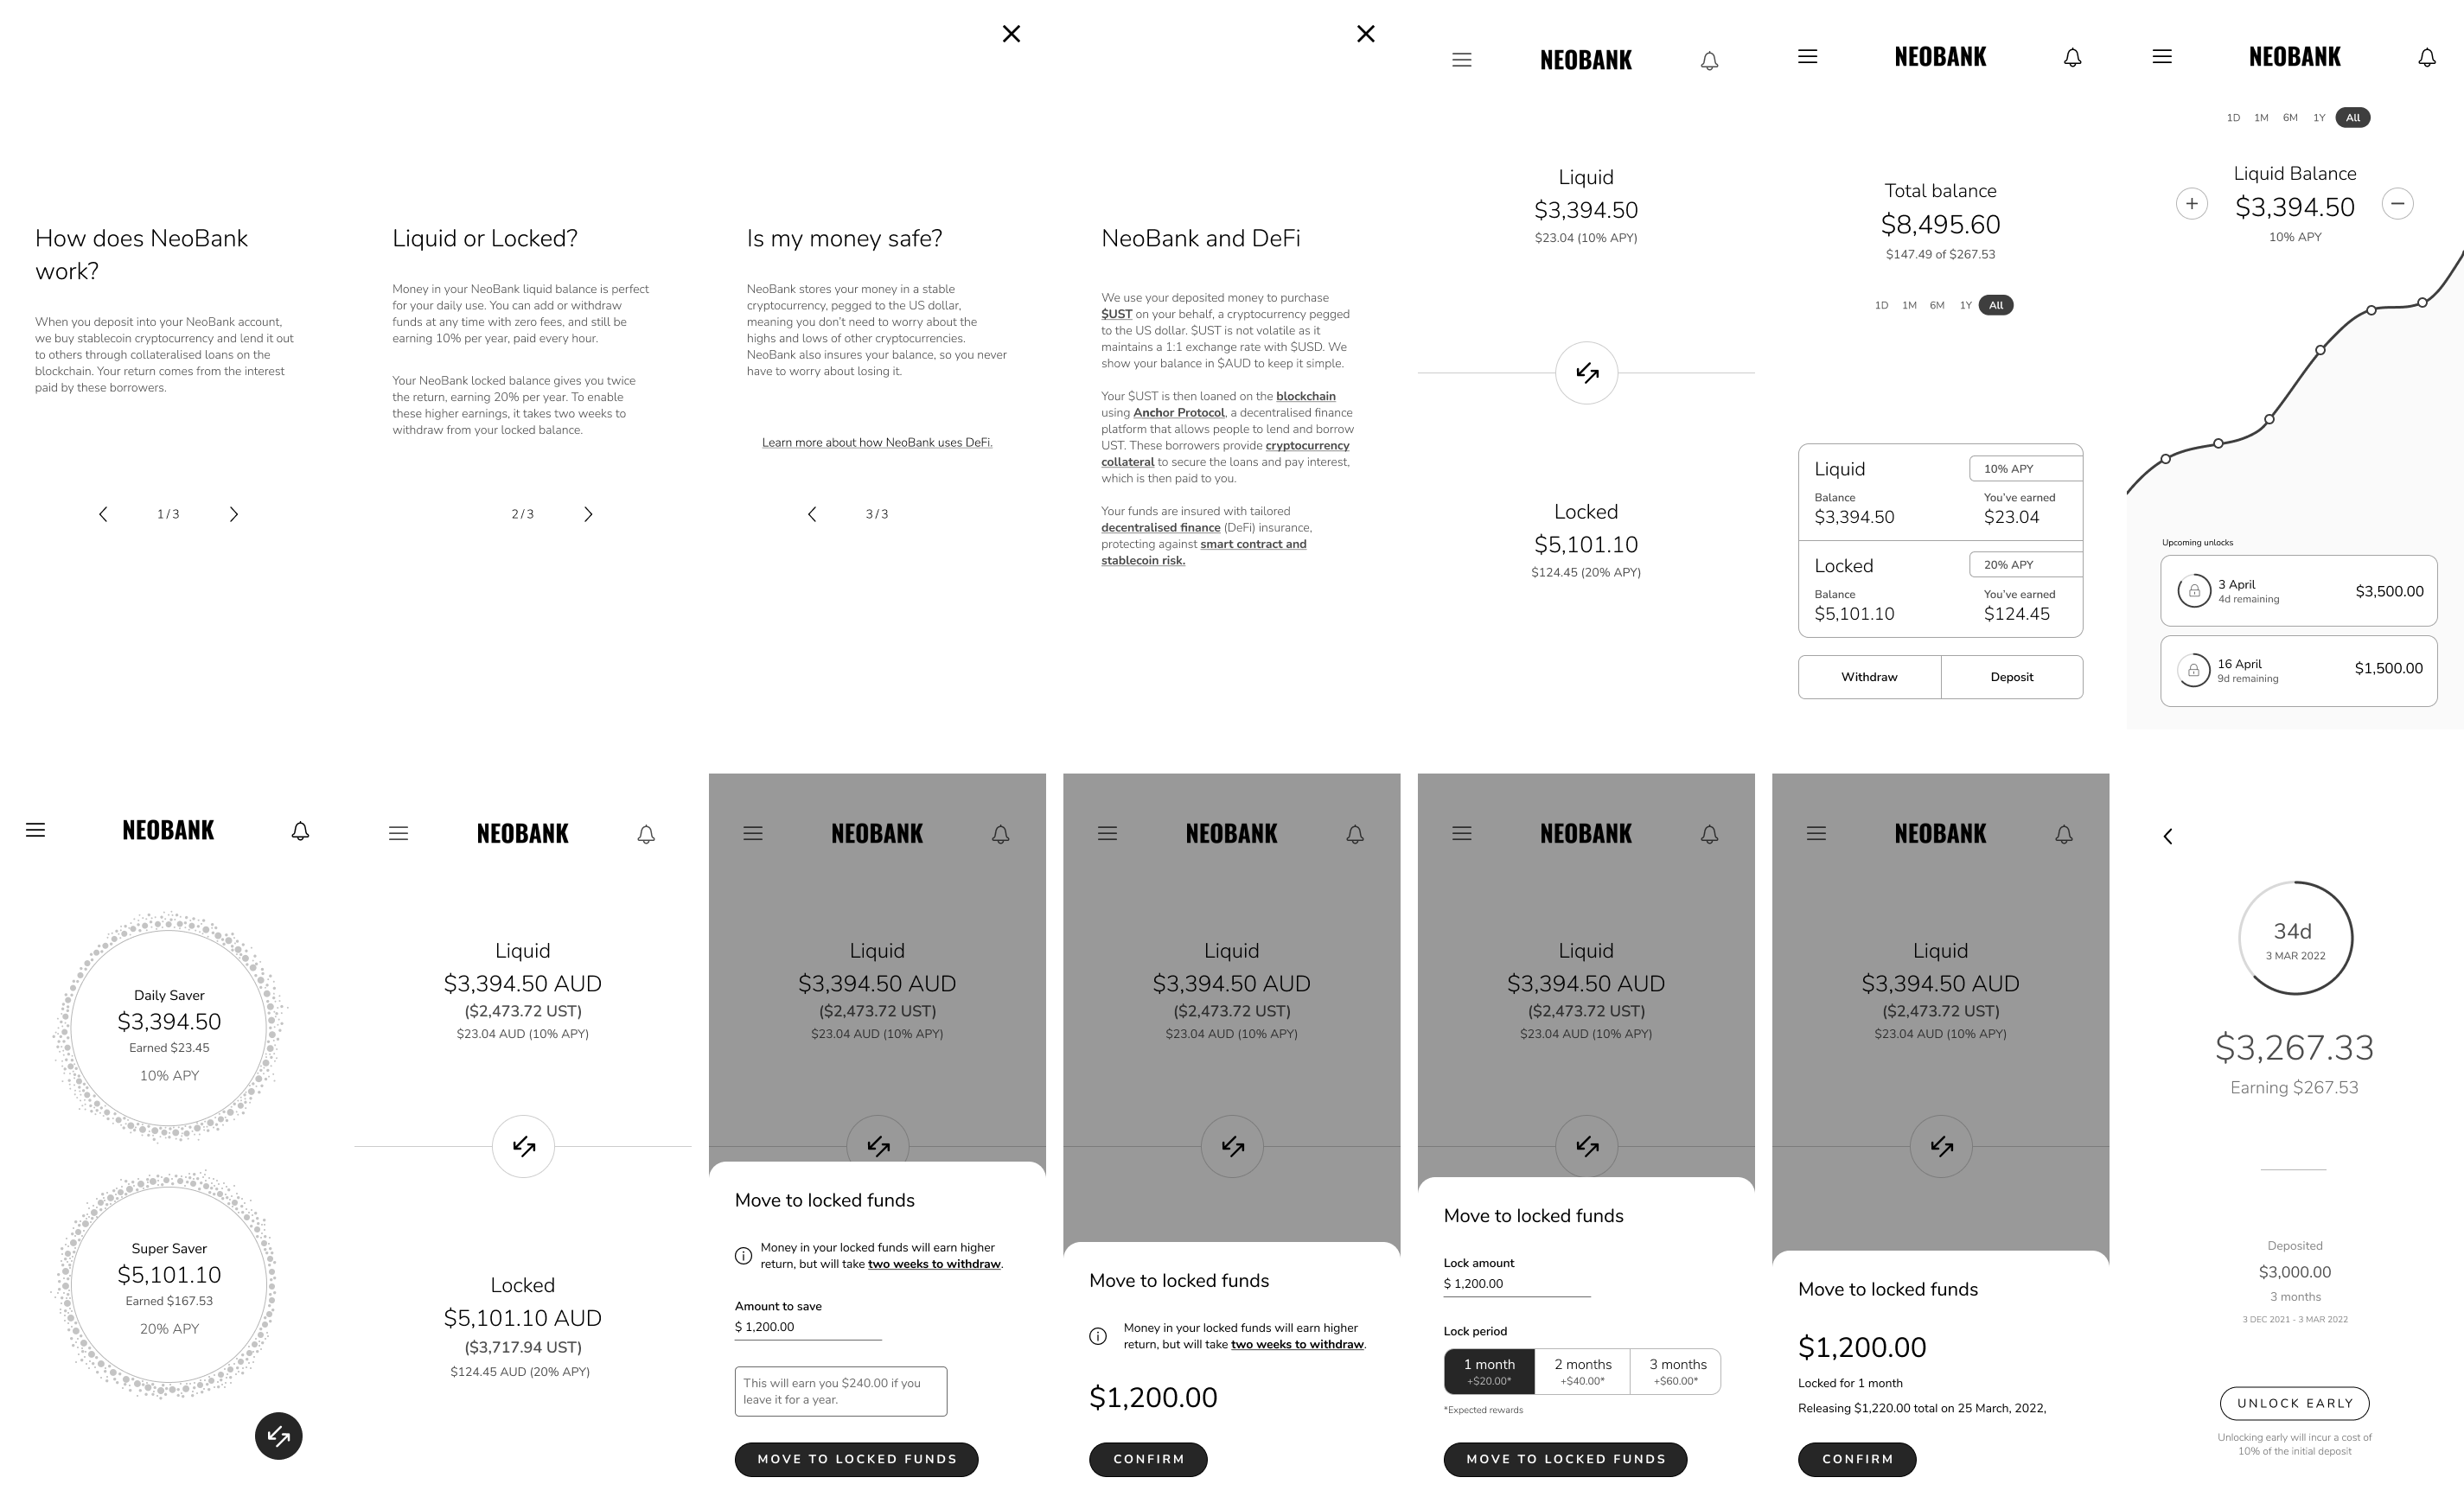 How does NeoBank
work?
When you deposit into your NeoBank account,
we buy stablecoin cryptocurrency and lend it out
to others through collateralised loans on the
blockchain. Your return comes from the interest
paid by these borrowers.
1 / 3
Liquid or Locked?
Money in your NeoBank liquid balance is perfect
for your daily use. You can add or withdraw
funds at any time with zero fees, and still be
earning 10% per year, paid every hour.
Your NeoBank locked balance gives you twice
the return, earning 20% per year. To enable
these higher earnings, it takes two weeks to
withdraw from your locked balance.
2 / 3
Is my money safe?
NeoBank stores your money in a stable
cryptocurrency, pegged to the US dollar,
meaning you don't need to worry about the
highs and lows of other cryptocurrencies.
NeoBank also insures your balance, so you never
have to worry about losing it.
Learn more about how NeoBank uses DeFi.
3 / 3
NeoBank and DeFi
We use your deposited money to purchase
$UST on your behalf, a cryptocurrency pegged
to the US dollar. $UST is not volatile as it
maintains a 1:1 exchange rate with $USD. We
show your balance in $AUD to keep it simple.
Your $UST is then loaned on the blockchain
using Anchor Protocol, a decentralised finance
platform that allows people to lend and borrow
UST. These borrowers provide cryptocurrency
collateral to secure the loans and pay interest,
which is then paid to you.
Your funds are insured with tailored
decentralised finance (DeFi) insurance,
protecting against smart contract and
stablecoin risk.
NEOBANK
Liquid
$3,394.50
$23.04 (10% APY)
Locked
$5,101.10
$124.45 (20% APY)
NEOBANK
Total balance
$8,495.60
$147.49 of $267.53
1D 1M 6M 1Y All
Liquid 10% APY
Balance You've earned
$3,394.50 $23.04
Locked 20% APY
Balance You've earned
$5,101.10 $124.45
Withdraw Deposit
NEOBANK
1D 1M 6M 1Y All
Liquid Balance
$3,394.50
10% APY
Upcoming unlocks
3 April
4d remaining
$3,500.00
16 April
9d remaining
$1,500.00
NEOBANK
Daily Saver
$3,394.50
Earned $23.45
10% APY
Super Saver
$5,101.10
Earned $167.53
20% APY
NEOBANK
Liquid
$3,394.50 AUD
($2,473.72 UST)
$23.04 AUD (10% APY)
Locked
$5,101.10 AUD
($3,717.94 UST)
$124.45 AUD (20% APY)
NEOBANK
Liquid
$3,394.50 AUD
($2,473.72 UST)
$23.04 AUD (10% APY)
Move to locked funds
Money in your locked funds will earn higher
return, but will take two weeks to withdraw.
Amount to save
$ 1,200.00
This will earn you $240.00 if you
leave it for a year.
MOVE TO LOCKED FUNDS
NEOBANK
Liquid
$3,394.50 AUD
($2,473.72 UST)
$23.04 AUD (10% APY)
Move to locked funds
Money in your locked funds will earn higher
return, but will take two weeks to withdraw.
$1,200.00
CONFIRM
NEOBANK
Liquid
$3,394.50 AUD
($2,473.72 UST)
$23.04 AUD (10% APY)
Move to locked funds
Lock amount
$ 1,200.00
Lock period
1 month 2 months 3 months
+$20.00* +$40.00* +$60.00*
*Expected rewards
MOVE TO LOCKED FUNDS
NEOBANK
Liquid
$3,394.50 AUD
($2,473.72 UST)
$23.04 AUD (10% APY)
Move to locked funds
$1,200.00
Locked for 1 month
Releasing $1,220.00 total on 25 March, 2022,
CONFIRM
34d
3 MAR 2022
$3,267.33
Earning $267.53
Deposited
$3,000.00
3 months
3 DEC 2021 - 3 MAR 2022
UNLOCK EARLY
Unlocking early will incur a cost of
10% of the initial deposit